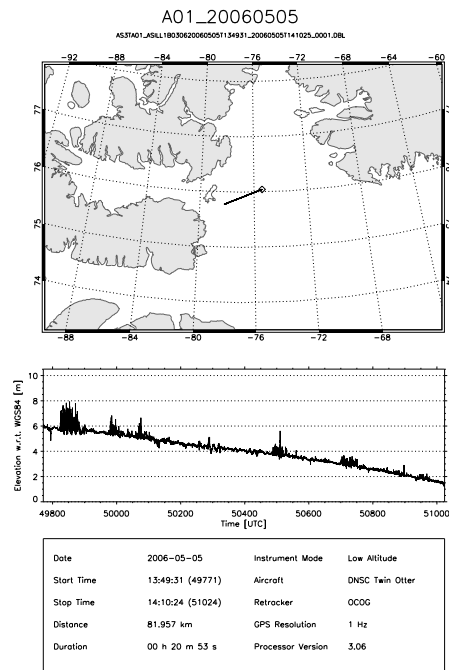 A01_20060505
AS3TA01_ASILL1B030620060505T134931_20060505T141025_0001.DBL
-92 -88 -84 -80 -76 -72 -68 -64 -60
77 77
76 76
75 75
74 74
-88 -84 -80 -76 -72 -68
Elevation w.r.t. WGS84 [m]
10
8
6
4
2
0
49800 50000 50200 50400 50600 50800 51000
Time [UTC]
Date 2006-05-05 Instrument Mode Low Altitude
Start Time 13:49:31 (49771) Aircraft DNSC Twin Otter
Stop Time 14:10:24 (51024) Retracker OCOG
Distance 81.957 km GPS Resolution 1 Hz
Duration 00 h 20 m 53 s Processor Version 3.06